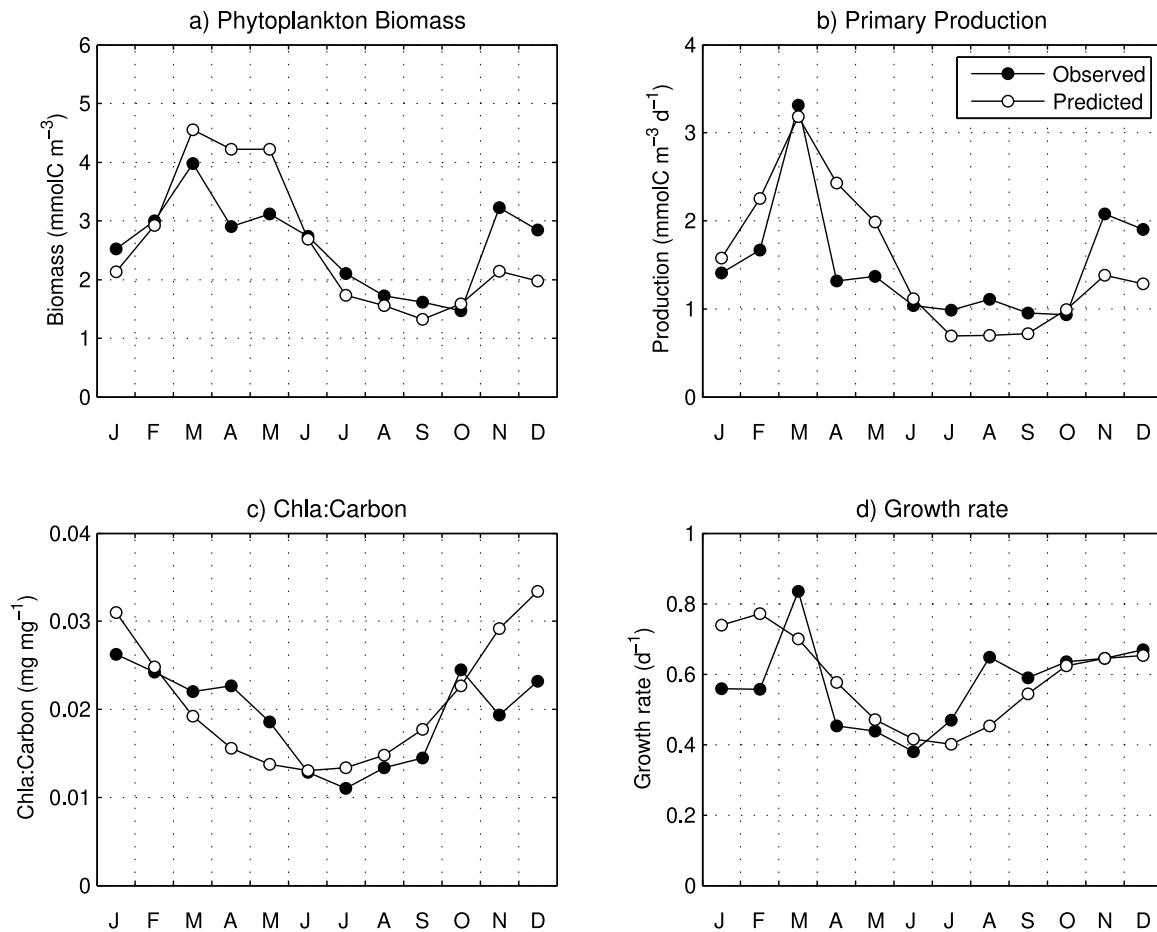 a) Phytoplankton Biomass
Biomass (mmolC m⁻³)
6
5
4
3
2
1
0
J F M A M J J A S O N D
b) Primary Production
Production (mmolC m⁻³ d⁻¹)
4
3
2
1
0
Observed
Predicted
J F M A M J J A S O N D
c) Chla:Carbon
Chla:Carbon (mg mg⁻¹)
0.04
0.03
0.02
0.01
0
J F M A M J J A S O N D
d) Growth rate
Growth rate (d⁻¹)
1
0.8
0.6
0.4
0.2
0
J F M A M J J A S O N D